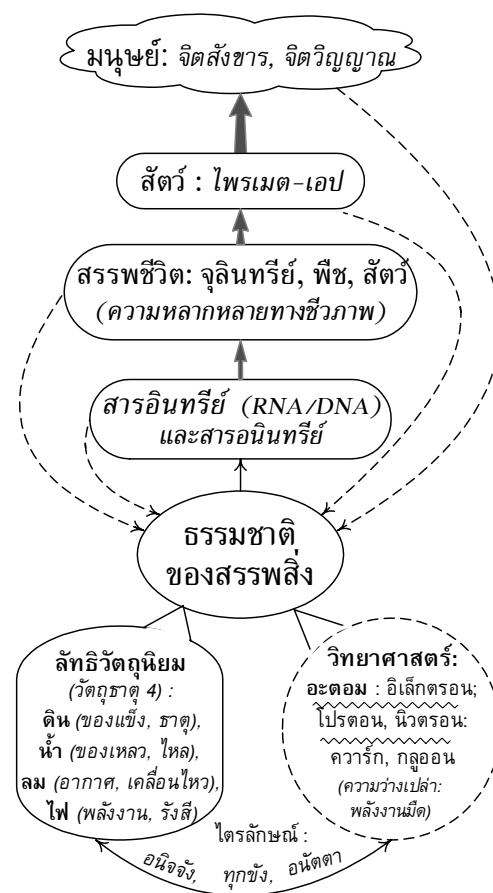 มนุษย์: จิตสังขาร, จิตวิญญาณ
สัตว์ : ไพรเมต-เอป
สรรพชีวิต: จุลินทรีย์, พืช, สัตว์
(ความหลากหลายทางชีวภาพ)
สารอินทรีย์ (RNA/DNA)
และสารอนินทรีย์
ธรรมชาติ
ของสรรพสิ่ง
ลัทธิวัตถุนิยม
(วัตถุธาตุ 4) :
ดิน (ของแข็ง, ธาตุ),
น้ำ (ของเหลว, ไหล),
ลม (อากาศ, เคลื่อนไหว),
ไฟ (พลังงาน, รังสี)
วิทยาศาสตร์:
อะตอม : อิเล็กตรอน;
โปรตอน, นิวตรอน:
ควาร์ก, กลูออน
(ความว่างเปล่า:
พลังงานมืด)
ไตรลักษณ์ :
อนิจจัง, ทุกขัง, อนัตตา